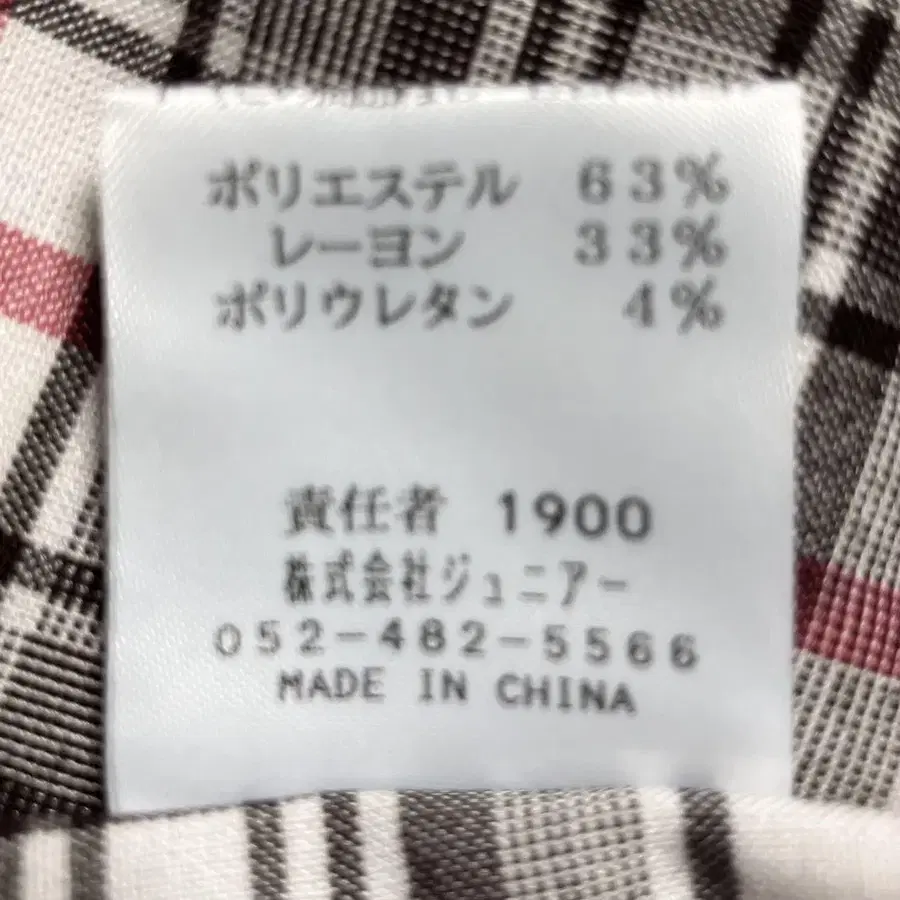 ポリエステル 63%
レーヨン 33%
ポリウレタン 4%
責任者 1900
株式会社ジュニアー
052-482-5566
MADE IN CHINA